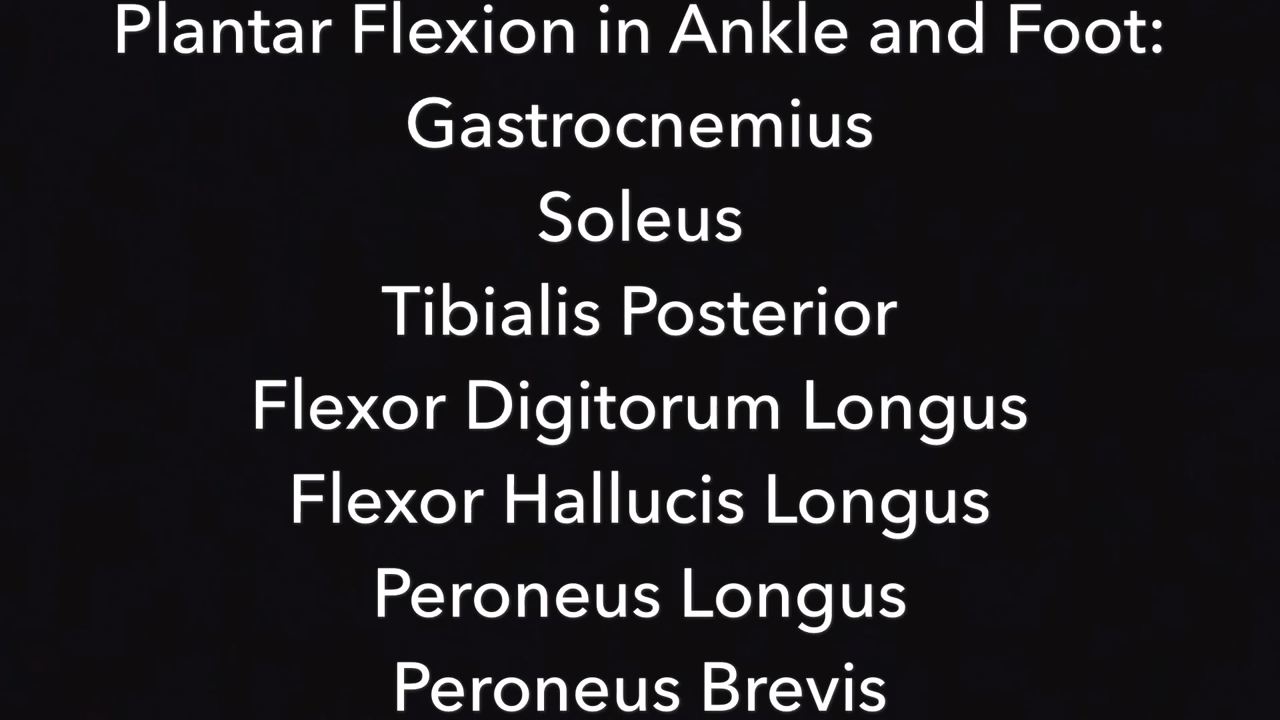 Plantar Flexion in Ankle and Foot:
Gastrocnemius
Soleus
Tibialis Posterior
Flexor Digitorum Longus
Flexor Hallucis Longus
Peroneus Longus
Peroneus Brevis